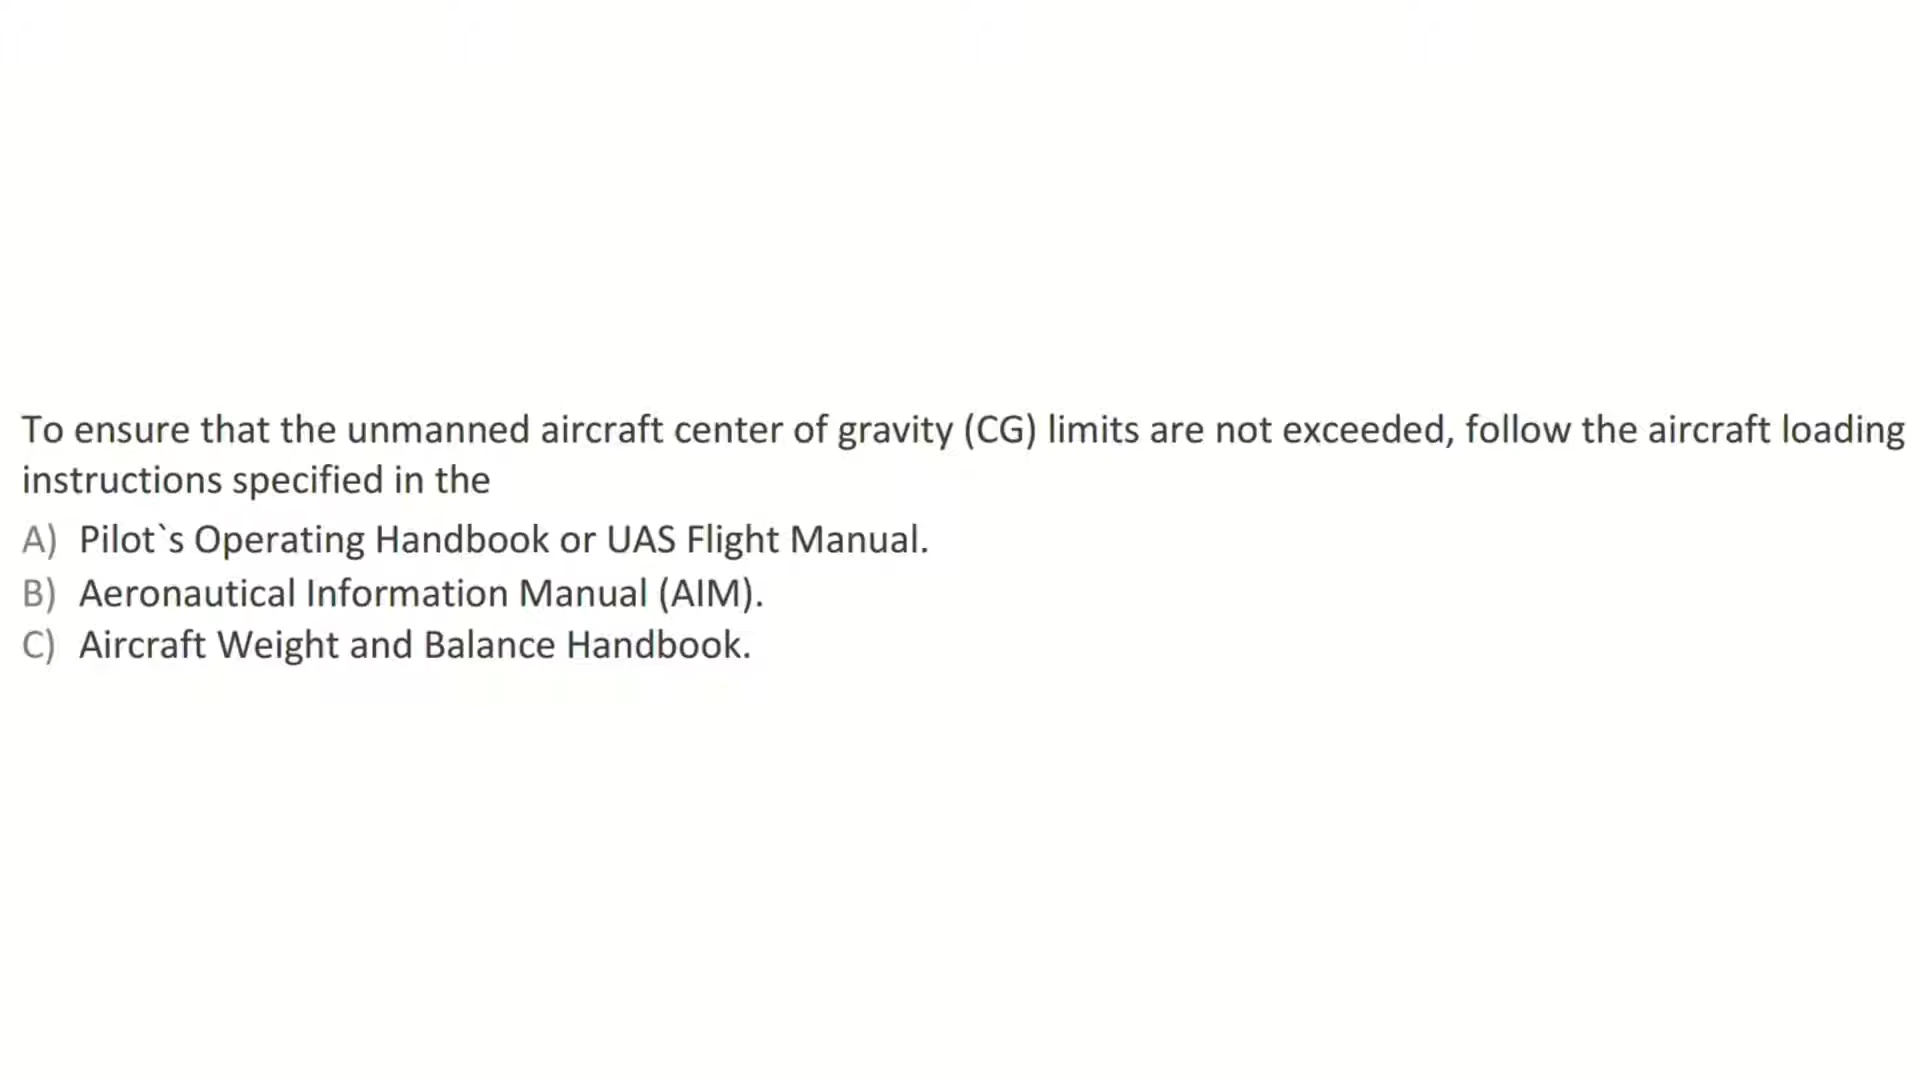 To ensure that the unmanned aircraft center of gravity (CG) limits are not exceeded, follow the aircraft loading
instructions specified in the
A) Pilot`s Operating Handbook or UAS Flight Manual.
B) Aeronautical Information Manual (AIM).
C) Aircraft Weight and Balance Handbook.